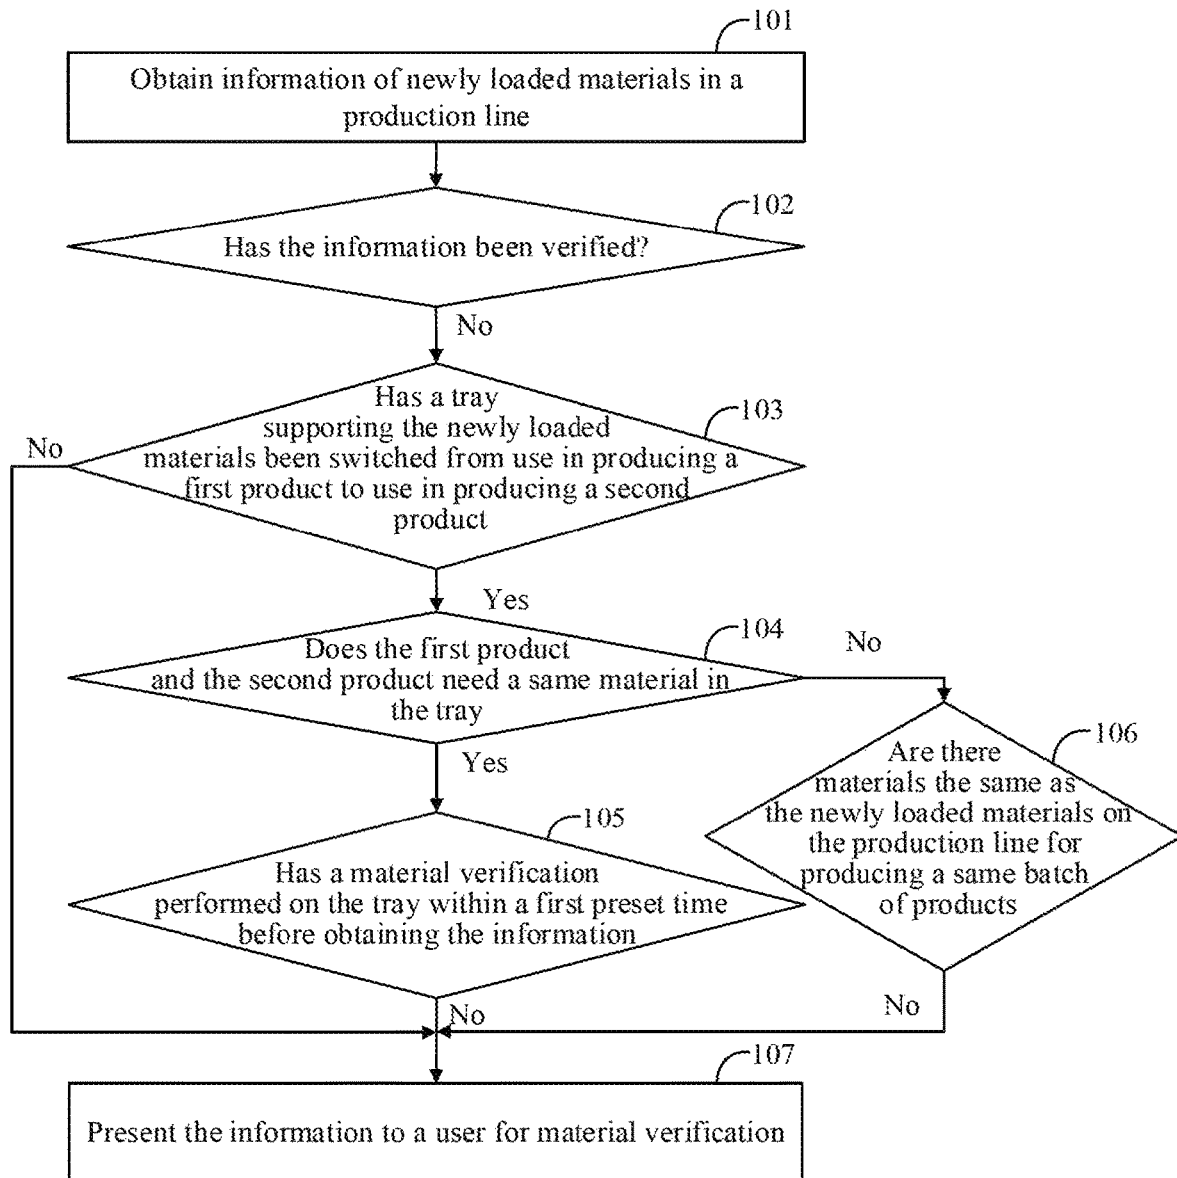 101
Obtain information of newly loaded materials in a
production line
102
Has the information been verified?
No
103
Has a tray
supporting the newly loaded
materials been switched from use in producing a
first product to use in producing a second
product
No
Yes
104
Does the first product
and the second product need a same material in
the tray
No
Yes
106
Are there
materials the same as
the newly loaded materials on
the production line for
producing a same batch
of products
105
Has a material verification
performed on the tray within a first preset time
before obtaining the information
No
No
107
Present the information to a user for material verification